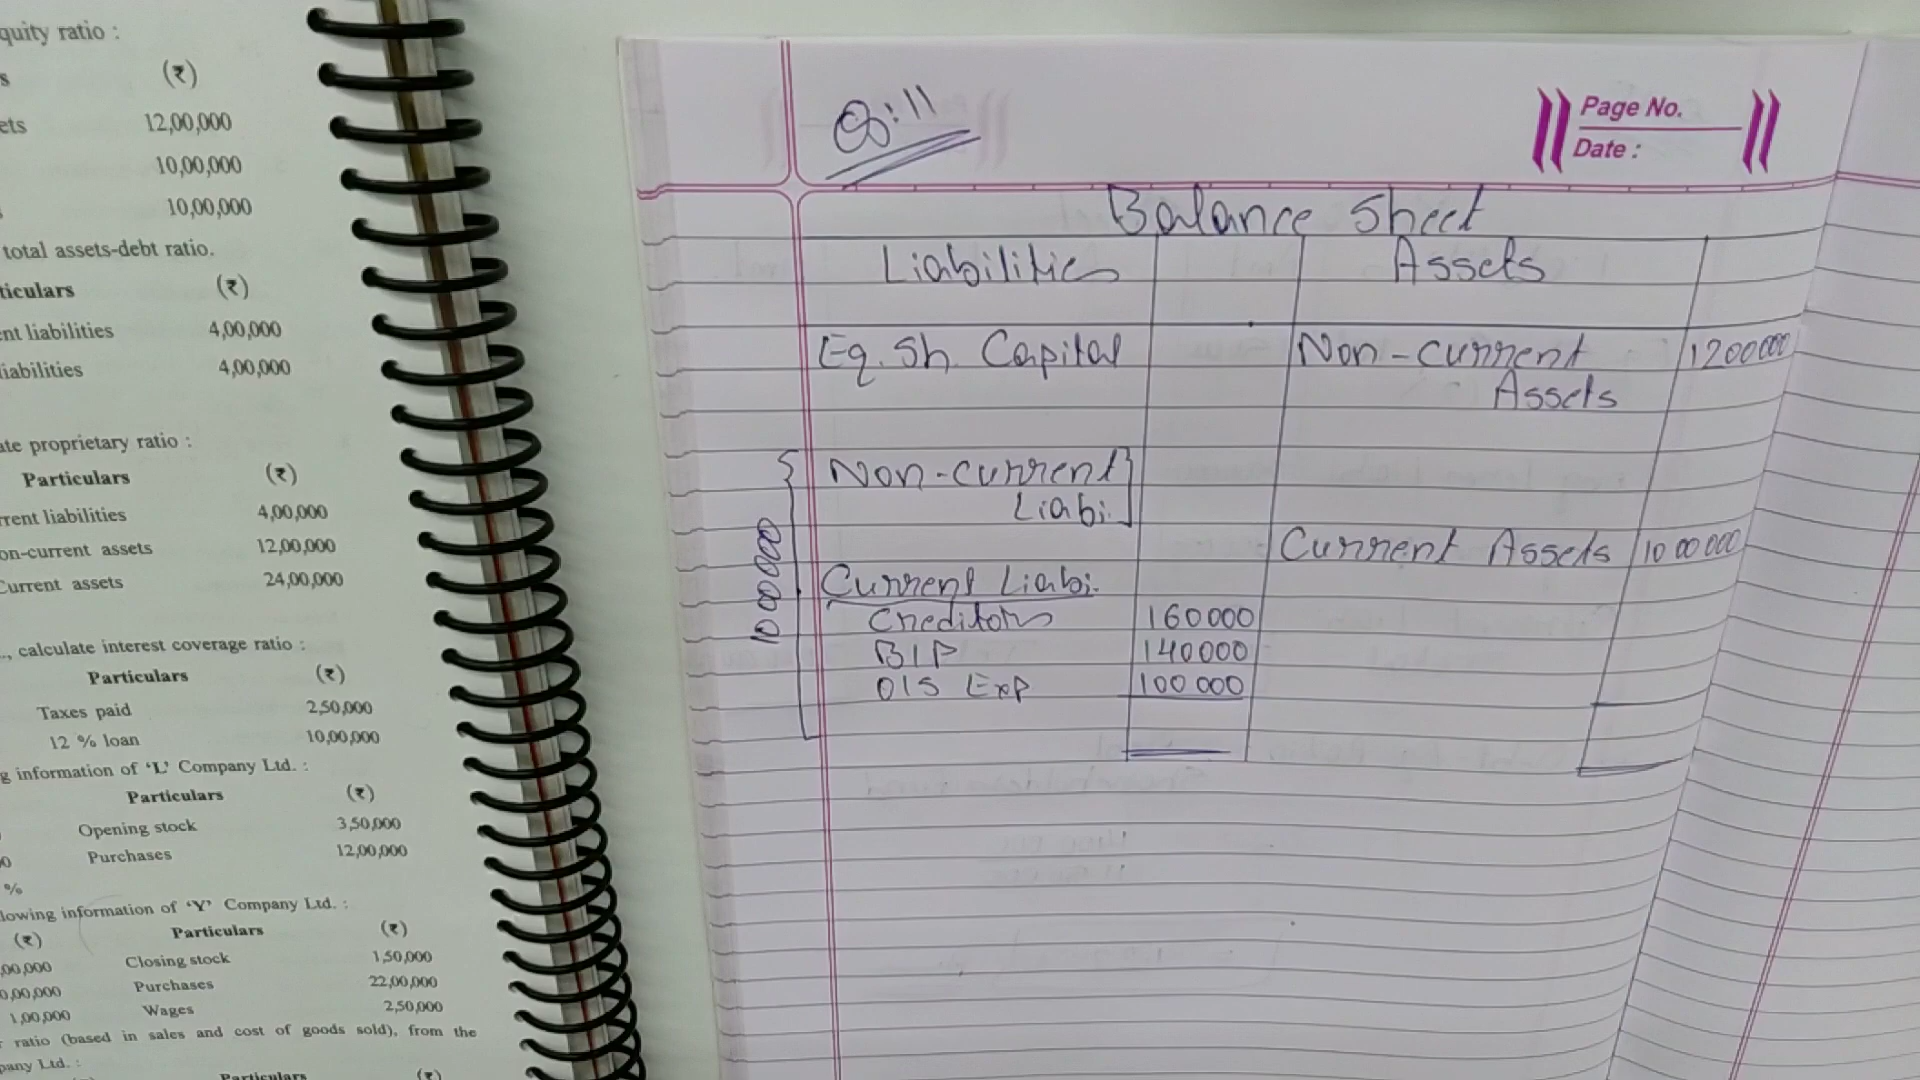 quity ratio :
(₹)
ets 12,00,000
10,00,000
10,00,000
total assets-debt ratio.
ticulars (₹)
nt liabilities 4,00,000
iabilities 4,00,000
ate proprietary ratio :
Particulars (₹)
rrent liabilities 4,00,000
on-current assets 12,00,000
Current assets 24,00,000
., calculate interest coverage ratio :
Particulars (₹)
Taxes paid 2,50,000
12 % loan 10,00,000
g information of 'L' Company Ltd. :
Particulars (₹)
Opening stock 3,50,000
Purchases 12,00,000
%
lowing information of 'Y' Company Ltd. :
(₹) Particulars (₹)
00,000 Closing stock 1,50,000
0,00,000 Purchases 22,00,000
1,00,000 Wages 2,50,000
ratio (based in sales and cost of goods sold), from the
pany Ltd. :
Particulars (₹)
Q:11
Page No.
Date :
Balance Sheet
Liabilities Assets
Eq. Sh. Capital Non-current 1200000
Assets
Non-current
Liabi.
Current Assets 1000000
1000000
Current Liabi.
Creditors 160000
B/P 140000
O/S Exp 100000